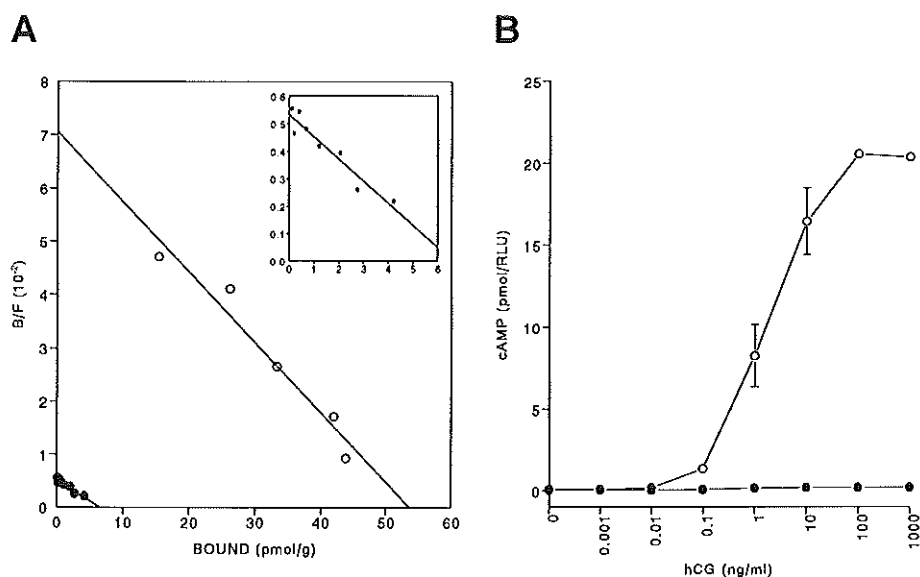 A
B
8
7
6
5
4
3
2
1
0
B/F (10⁻²)
0 10 20 30 40 50 60
BOUND (pmol/g)
0.6
0.5
0.4
0.3
0.2
0.1
0.0
0 1 2 3 4 5 6
25
20
15
10
5
0
cAMP (pmol/RLU)
0 0.001 0.01 0.1 1 10 100 1000
hCG (ng/ml)